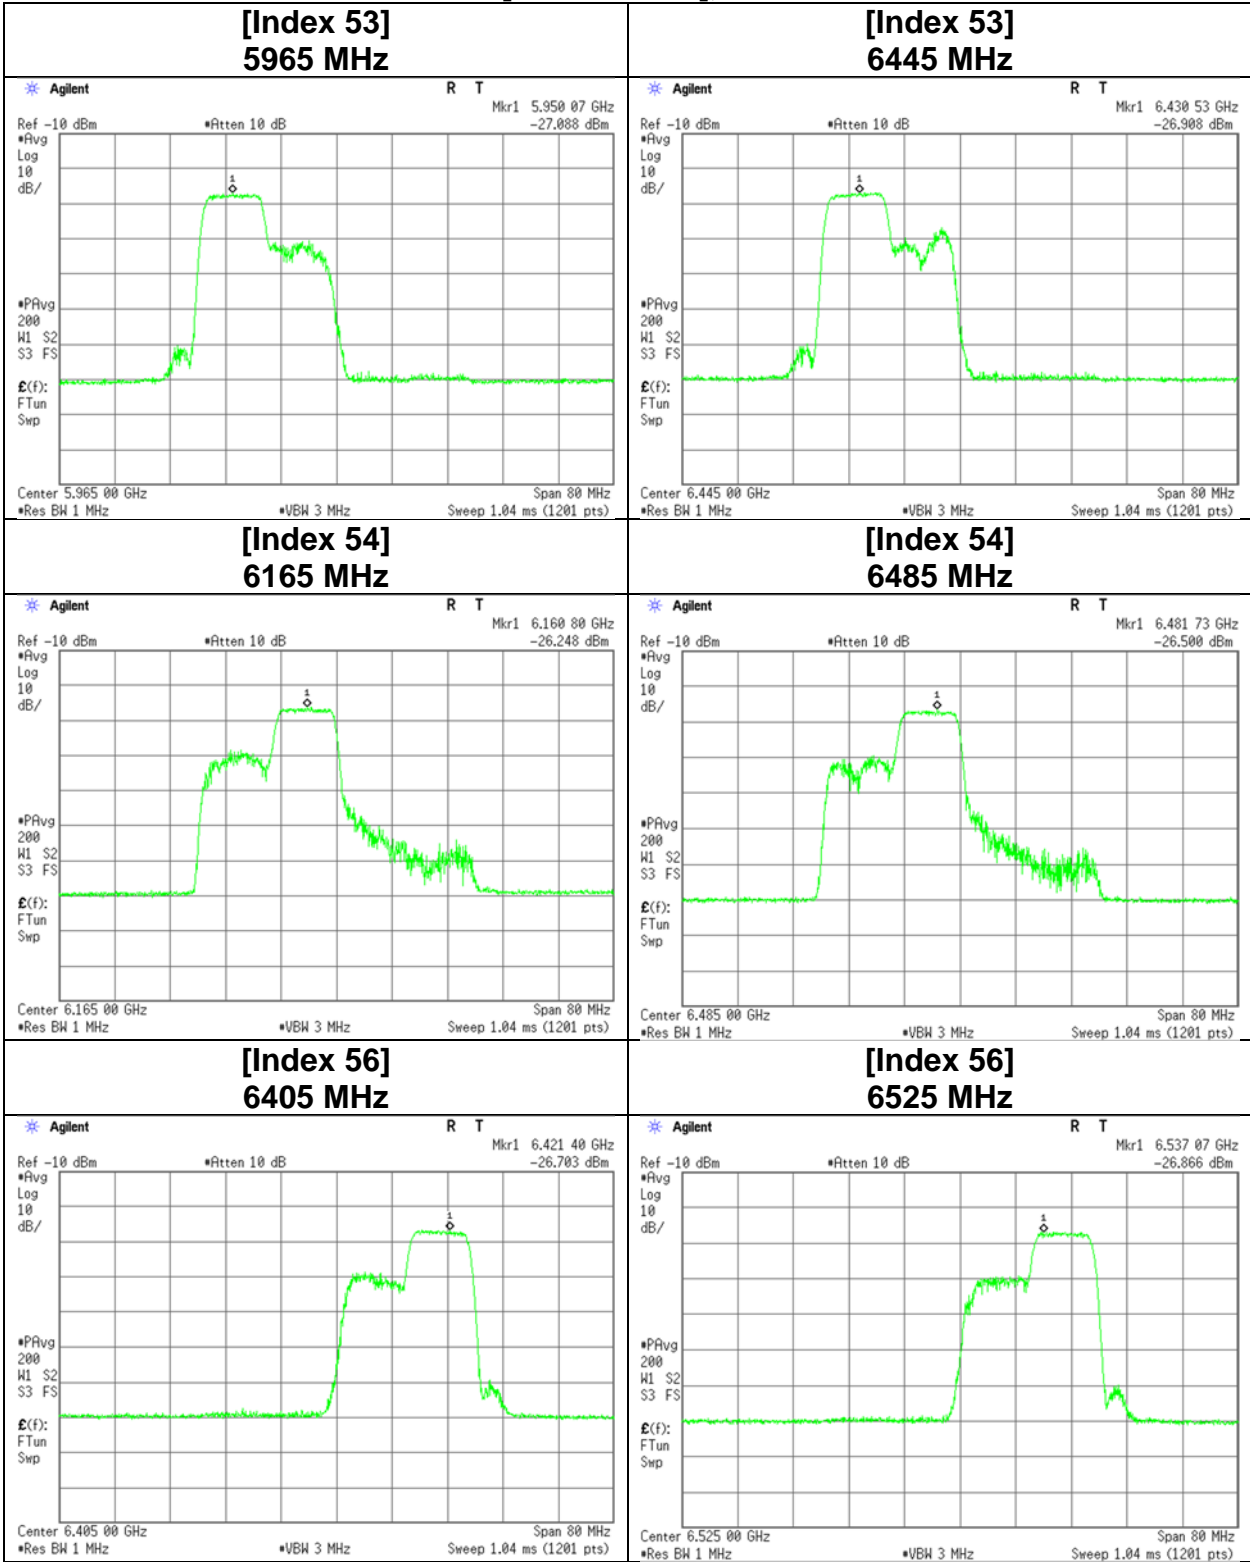 [Index 53]
5965 MHz
[Index 53]
6445 MHz
Agilent
R T
Mkr1 5.950 07 GHz
Ref -10 dBm
#Atten 10 dB
-27.088 dBm
#Avg
Log
10
dB/
1
#PAvg
200
W1 S2
S3 FS
£(f):
FTun
Swp
Center 5.965 00 GHz
Span 80 MHz
#Res BW 1 MHz
#VBW 3 MHz
Sweep 1.04 ms (1201 pts)
Agilent
R T
Mkr1 6.430 53 GHz
Ref -10 dBm
#Atten 10 dB
-26.908 dBm
#Avg
Log
10
dB/
1
#PAvg
200
W1 S2
S3 FS
£(f):
FTun
Swp
Center 6.445 00 GHz
Span 80 MHz
#Res BW 1 MHz
#VBW 3 MHz
Sweep 1.04 ms (1201 pts)
[Index 54]
6165 MHz
[Index 54]
6485 MHz
Agilent
R T
Mkr1 6.160 80 GHz
Ref -10 dBm
#Atten 10 dB
-26.248 dBm
#Avg
Log
10
dB/
1
#PAvg
200
W1 S2
S3 FS
£(f):
FTun
Swp
Center 6.165 00 GHz
Span 80 MHz
#Res BW 1 MHz
#VBW 3 MHz
Sweep 1.04 ms (1201 pts)
Agilent
R T
Mkr1 6.481 73 GHz
Ref -10 dBm
#Atten 10 dB
-26.500 dBm
#Avg
Log
10
dB/
1
#PAvg
200
W1 S2
S3 FS
£(f):
FTun
Swp
Center 6.485 00 GHz
Span 80 MHz
#Res BW 1 MHz
#VBW 3 MHz
Sweep 1.04 ms (1201 pts)
[Index 56]
6405 MHz
[Index 56]
6525 MHz
Agilent
R T
Mkr1 6.421 40 GHz
Ref -10 dBm
#Atten 10 dB
-26.703 dBm
#Avg
Log
10
dB/
1
#PAvg
200
W1 S2
S3 FS
£(f):
FTun
Swp
Center 6.405 00 GHz
Span 80 MHz
#Res BW 1 MHz
#VBW 3 MHz
Sweep 1.04 ms (1201 pts)
Agilent
R T
Mkr1 6.537 07 GHz
Ref -10 dBm
#Atten 10 dB
-26.866 dBm
#Avg
Log
10
dB/
1
#PAvg
200
W1 S2
S3 FS
£(f):
FTun
Swp
Center 6.525 00 GHz
Span 80 MHz
#Res BW 1 MHz
#VBW 3 MHz
Sweep 1.04 ms (1201 pts)